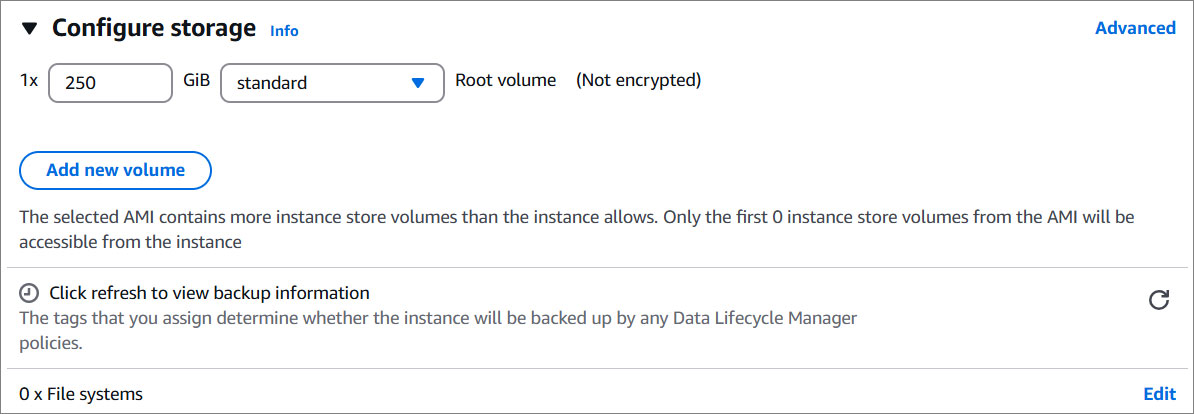 Configure storage Info Advanced
1x 250 GiB standard Root volume (Not encrypted)
Add new volume
The selected AMI contains more instance store volumes than the instance allows. Only the first 0 instance store volumes from the AMI will be
accessible from the instance
Click refresh to view backup information
The tags that you assign determine whether the instance will be backed up by any Data Lifecycle Manager
policies.
0 x File systems Edit